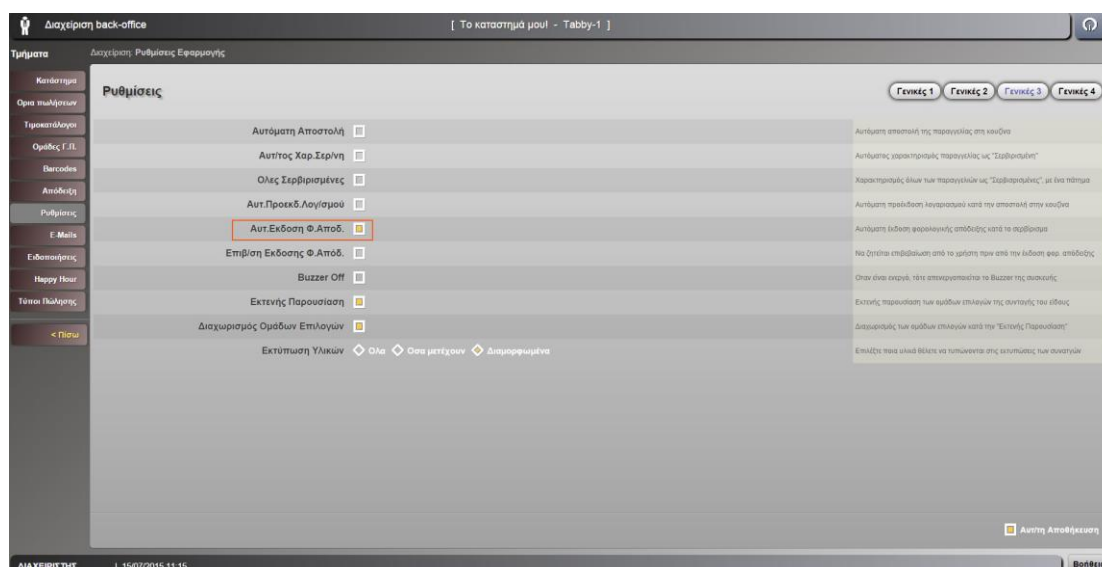 Διαχείριση back-office
[ Το καταστημά μου! - Tabby-1 ]
Τμήματα
Διαχείριση: Ρυθμίσεις Εφαρμογής
Κατάστημα
Ορια πωλήσεων
Τιμοκατάλογοι
Ομάδες Γ.Π.
Barcodes
Απόδειξη
Ρυθμίσεις
E-Mails
Ειδοποιήσεις
Happy Hour
Τύποι Πώλησης
< Πίσω
Ρυθμίσεις
Γενικές 1 Γενικές 2 Γενικές 3 Γενικές 4
Αυτόματη Αποστολή
Αυτόματη αποστολή της παραγγελίας στη κουζίνα
Αυτ/τος Χαρ.Σερ/νη
Αυτόματος χαρακτηρισμός παραγγελίας ως "Σερβιρισμένη"
Ολες Σερβιρισμένες
Χαρακτηρισμός όλων των παραγγελιών ως "Σερβιρισμένες", με ένα πάτημα
Αυτ.Προεκδ.Λογ/σμού
Αυτόματη προέκδοση λογαριασμού κατά την αποστολή στην κουζίνα
Αυτ.Εκδοση Φ.Αποδ.
Αυτόματη έκδοση φορολογικής απόδειξης κατά το σερβίρισμα
Επιβ/ση Εκδοσης Φ.Απόδ.
Να ζητείται επιβεβαίωση από το χρήστη πριν από την έκδοση φορ. απόδειξης
Buzzer Off
Οταν είναι ενεργό, τότε απενεργοποιείται το Buzzer της συσκευής
Εκτενής Παρουσίαση
Εκτενής παρουσίαση των ομάδων επιλογών της συνταγής του είδους
Διαχωρισμός Ομάδων Επιλογών
Διαχωρισμός των ομάδων επιλογών κατά την "Εκτενής Παρουσίαση"
Εκτύπωση Υλικών Ολα Οσα μετέχουν Διαμορφωμένα
Επιλέξτε ποια υλικά θέλετε να τυπώνονται στις εκτυπώσεις των συνταγών
Αυτ/τη Αποθήκευση
ΔΙΑΧΕΙΡΙΣΤΗΣ
15/07/2015 11:15